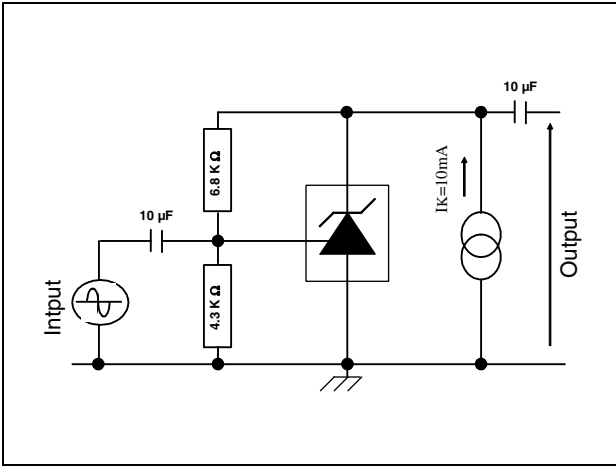 10 µF
6.8 K Ω
IK=10mA
10 µF
4.3 K Ω
Intput
Output